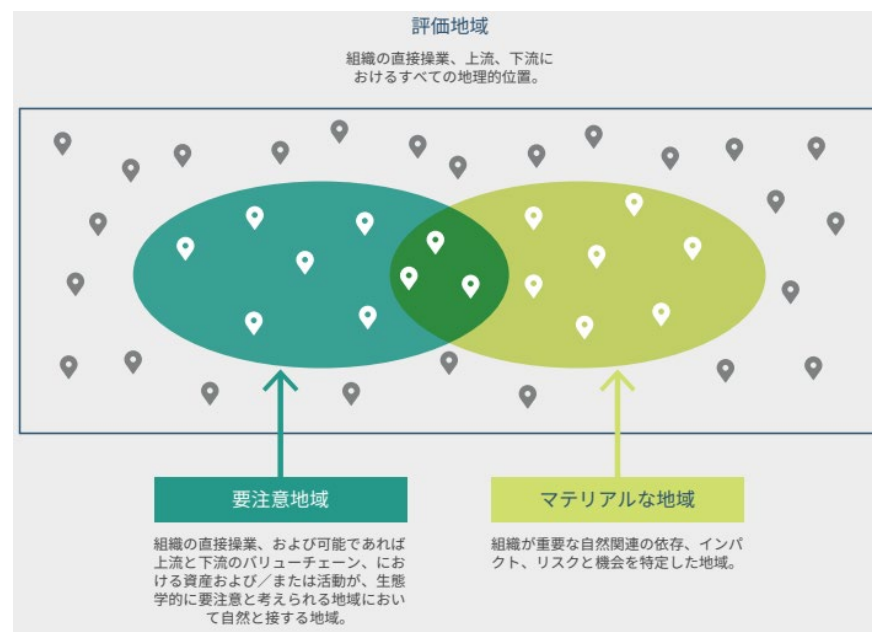 評価地域
組織の直接操業、上流、下流に
おけるすべての地理的位置。
要注意地域
組織の直接操業、および可能であれば
上流と下流のバリューチェーン、にお
ける資産および／または活動が、生態
学的に要注意と考えられる地域におい
て自然と接する地域。
マテリアルな地域
組織が重要な自然関連の依存、インパ
クト、リスクと機会を特定した地域。